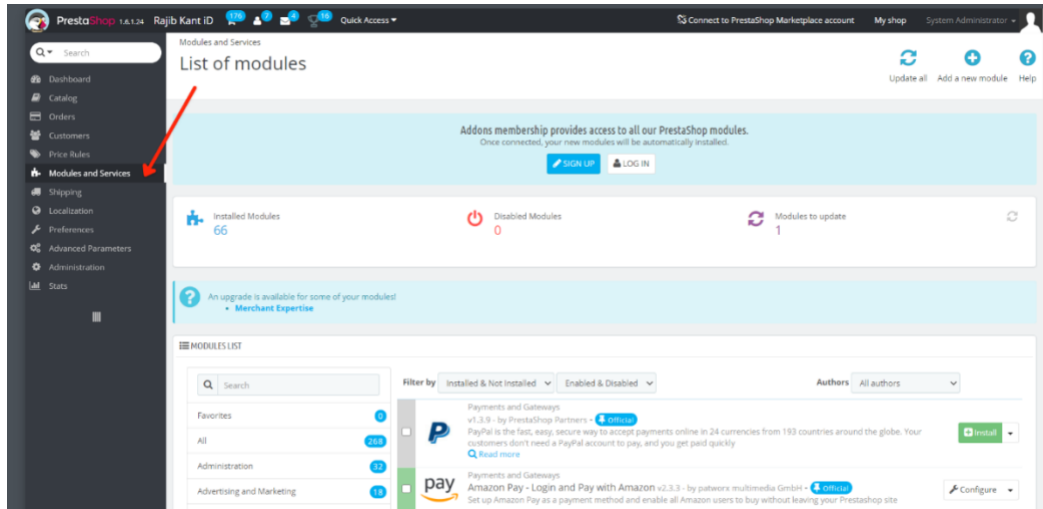 PrestaShop 1.6.1.24 Rajib Kant iD 176 2 4 16 Quick Access Connect to PrestaShop Marketplace account My shop System Administrator
Search
Dashboard
Catalog
Orders
Customers
Price Rules
Modules and Services
Shipping
Localization
Preferences
Advanced Parameters
Administration
Stats
Modules and Services
List of modules
Update all Add a new module Help
Addons membership provides access to all our PrestaShop modules.
Once connected, your new modules will be automatically installed.
SIGN UP LOG IN
Installed Modules
66
Disabled Modules
0
Modules to update
1
An upgrade is available for some of your modules!
• Merchant Expertise
MODULES LIST
Search
Favorites 0
All 268
Administration 32
Advertising and Marketing 18
Filter by Installed & Not Installed Enabled & Disabled Authors All authors
Payments and Gateways
v1.3.9 - by PrestaShop Partners - Official
PayPal is the fast, easy, secure way to accept payments online in 24 currencies from 193 countries around the globe. Your
customers don't need a PayPal account to pay, and you get paid quickly
Read more
Install
pay
Payments and Gateways
Amazon Pay - Login and Pay with Amazon v2.3.3 - by patworx multimedia GmbH - Official
Set up Amazon Pay as a payment method and enable all Amazon users to buy without leaving your Prestashop site
Configure